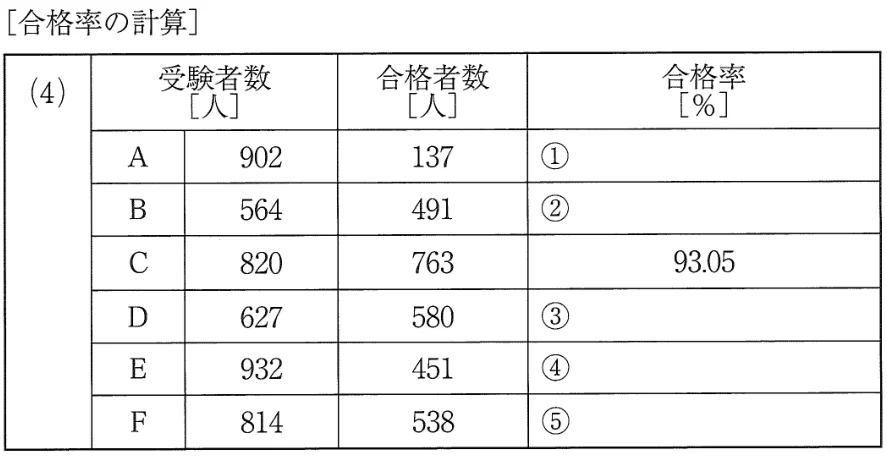 [合格率の計算]
(4) 受験者数[人] 合格者数[人] 合格率[%]
A 902 137 ①
B 564 491 ②
C 820 763 93.05
D 627 580 ③
E 932 451 ④
F 814 538 ⑤